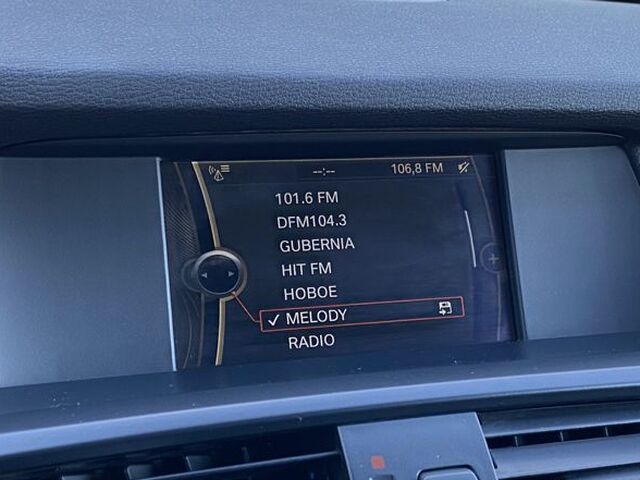 --:-- 106,8 FM
101.6 FM
DFM104.3
GUBERNIA
HIT FM
HOBOE
✓ MELODY
RADIO